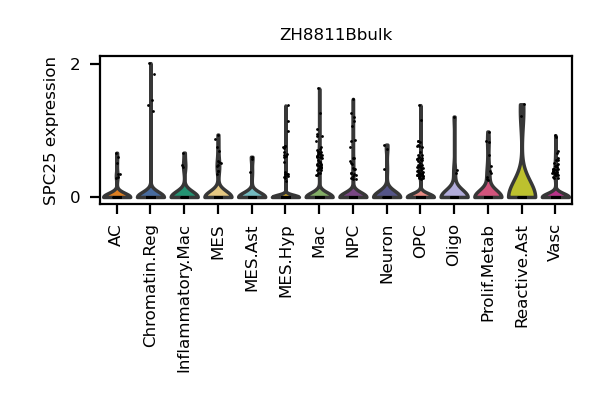 ZH8811Bbulk
SPC25 expression
2
0
AC
Chromatin.Reg
Inflammatory.Mac
MES
MES.Ast
MES.Hyp
Mac
NPC
Neuron
OPC
Oligo
Prolif.Metab
Reactive.Ast
Vasc